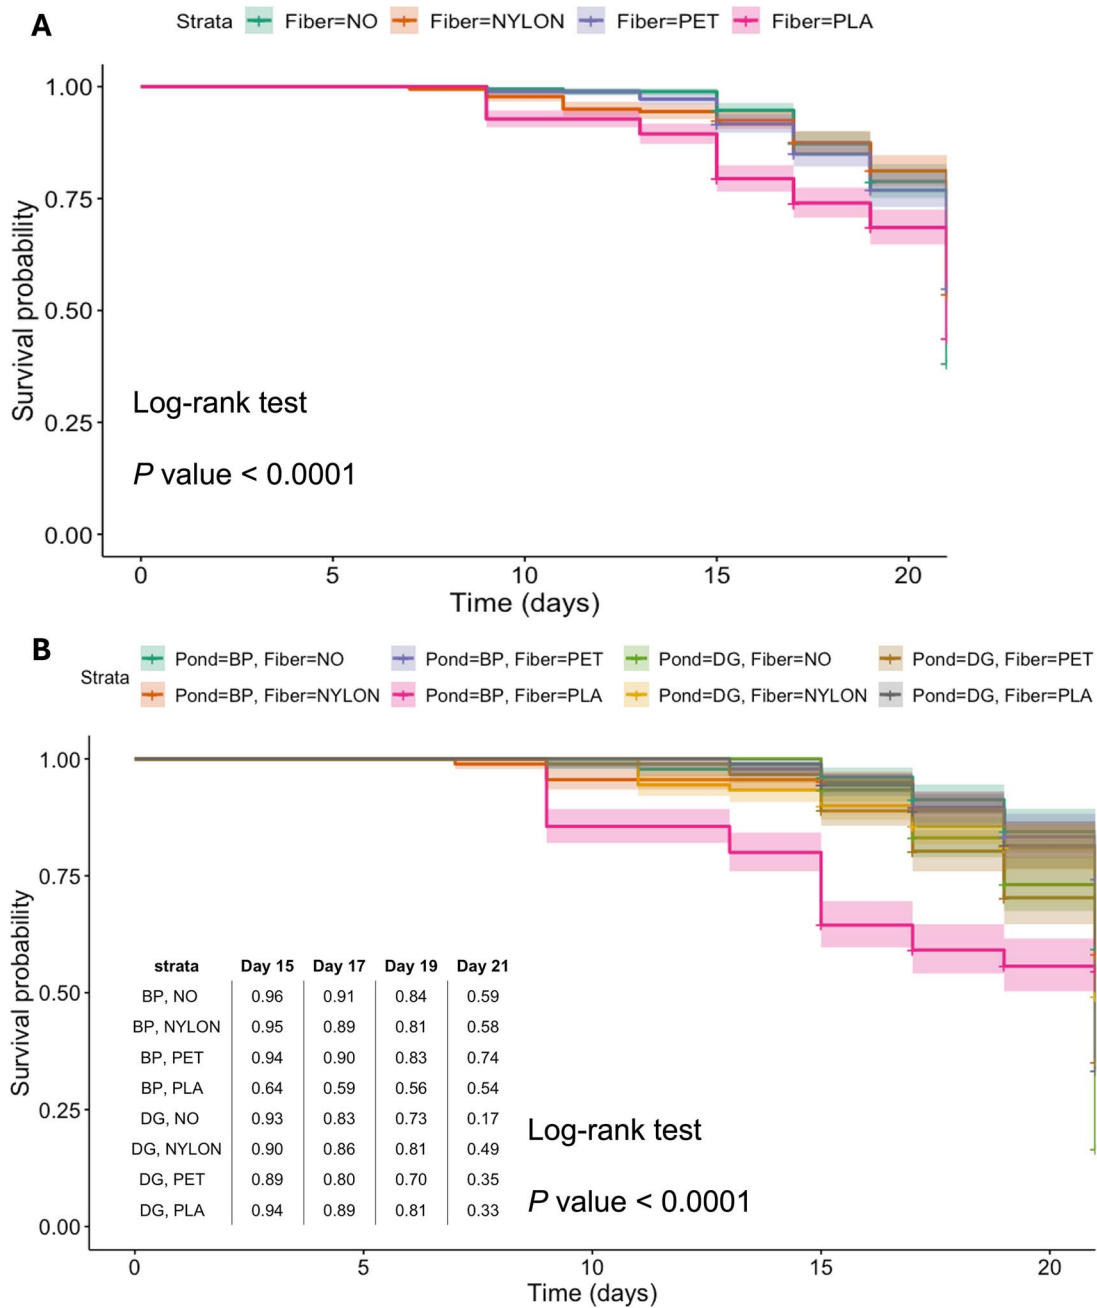 A
Strata Fiber=NO Fiber=NYLON Fiber=PET Fiber=PLA
1.00
0.75
0.50
0.25
0.00
Survival probability
Log-rank test
P value < 0.0001
0 5 10 15 20
Time (days)
B
Strata
Pond=BP, Fiber=NO Pond=BP, Fiber=PET Pond=DG, Fiber=NO Pond=DG, Fiber=PET
Pond=BP, Fiber=NYLON Pond=BP, Fiber=PLA Pond=DG, Fiber=NYLON Pond=DG, Fiber=PLA
1.00
0.75
0.50
0.25
0.00
Survival probability
strata Day 15 Day 17 Day 19 Day 21
BP, NO 0.96 0.91 0.84 0.59
BP, NYLON 0.95 0.89 0.81 0.58
BP, PET 0.94 0.90 0.83 0.74
BP, PLA 0.64 0.59 0.56 0.54
DG, NO 0.93 0.83 0.73 0.17
DG, NYLON 0.90 0.86 0.81 0.49
DG, PET 0.89 0.80 0.70 0.35
DG, PLA 0.94 0.89 0.81 0.33
Log-rank test
P value < 0.0001
0 5 10 15 20
Time (days)